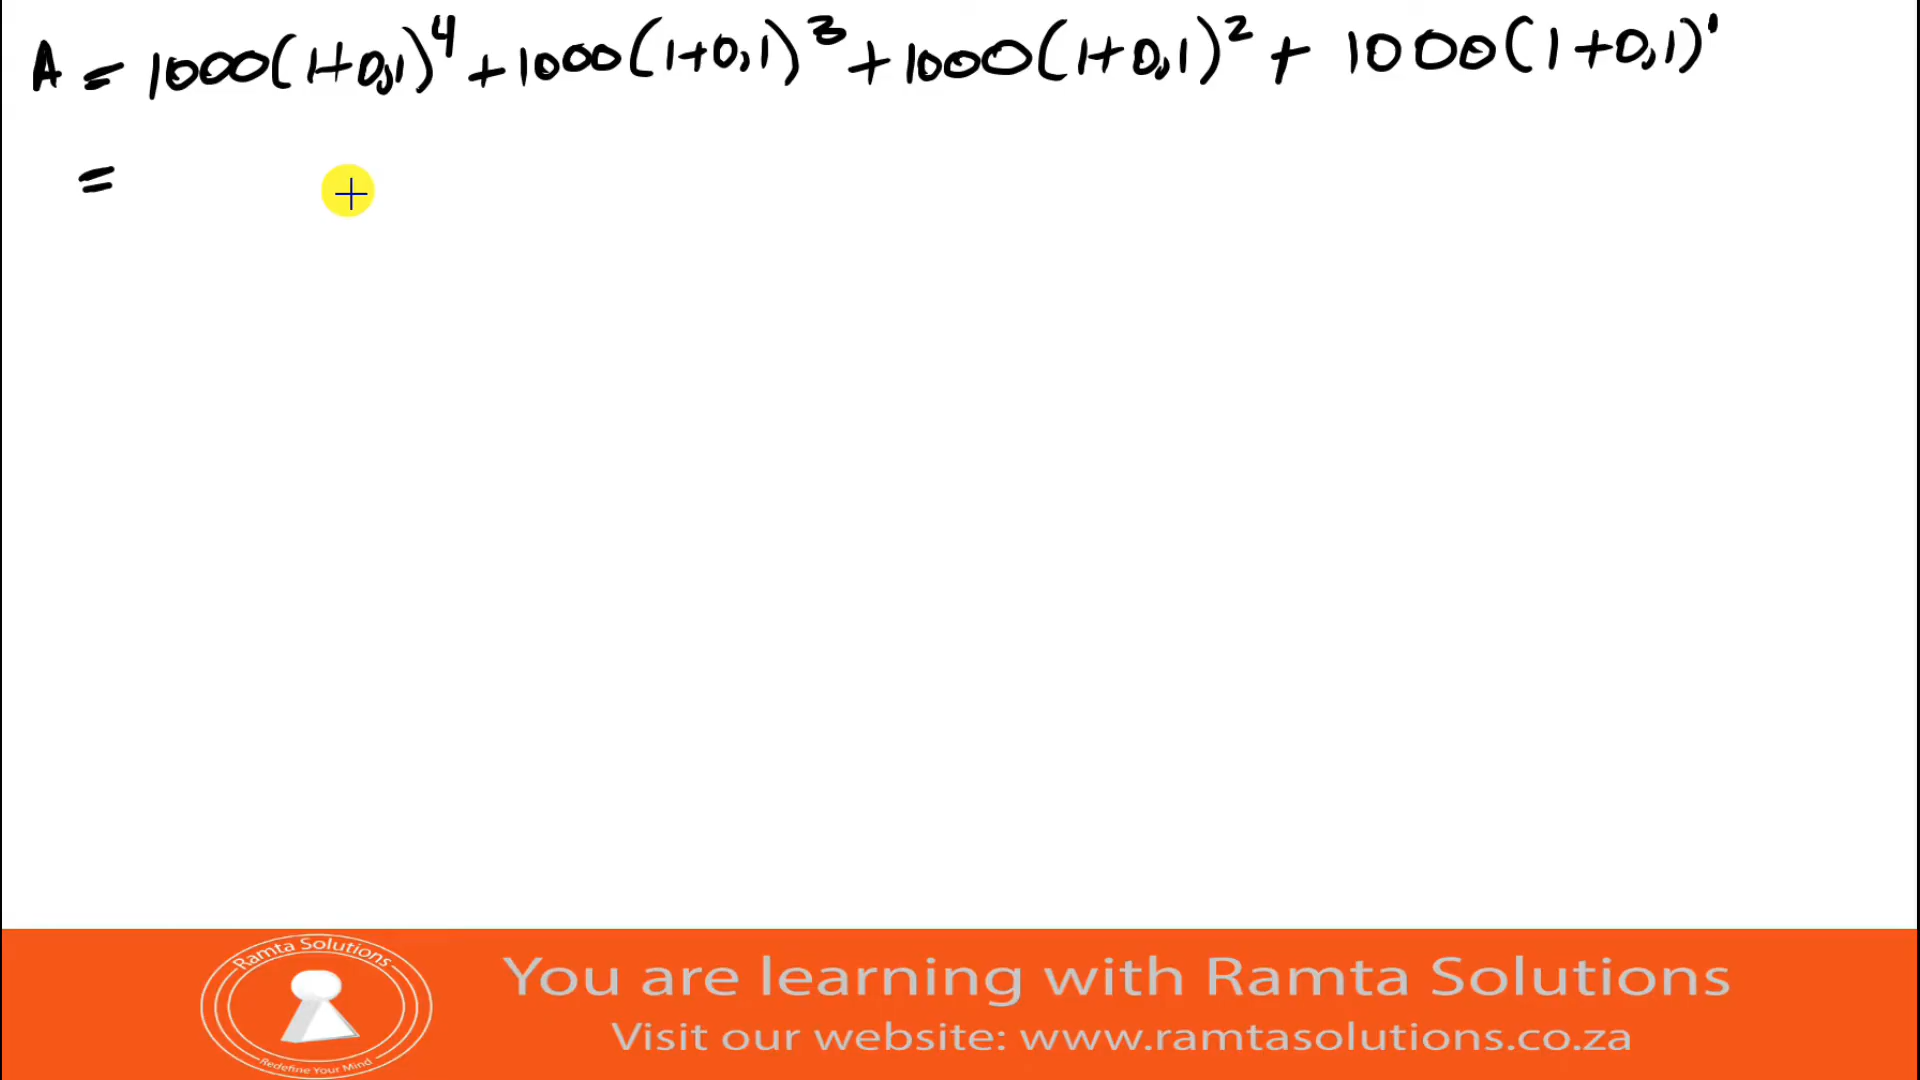 A = 1000(1+0,1)⁴ + 1000(1+0,1)³ + 1000(1+0,1)² + 1000(1+0,1)¹
=
Ramta Solutions
Redefine Your Mind
You are learning with Ramta Solutions
Visit our website: www.ramtasolutions.co.za